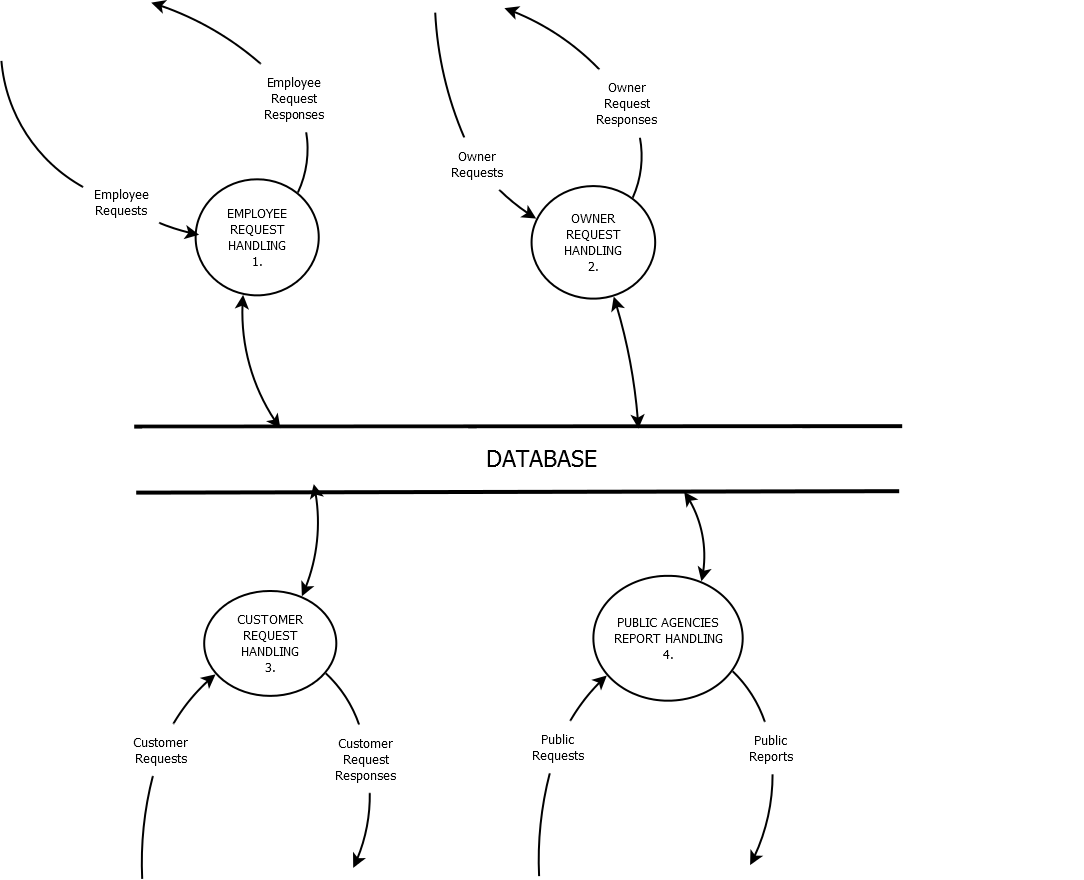 Employee
Request
Responses
Owner
Request
Responses
Owner
Requests
Employee
Requests
EMPLOYEE
REQUEST
HANDLING
1.
OWNER
REQUEST
HANDLING
2.
DATABASE
CUSTOMER
REQUEST
HANDLING
3.
PUBLIC AGENCIES
REPORT HANDLING
4.
Customer
Requests
Customer
Request
Responses
Public
Requests
Public
Reports